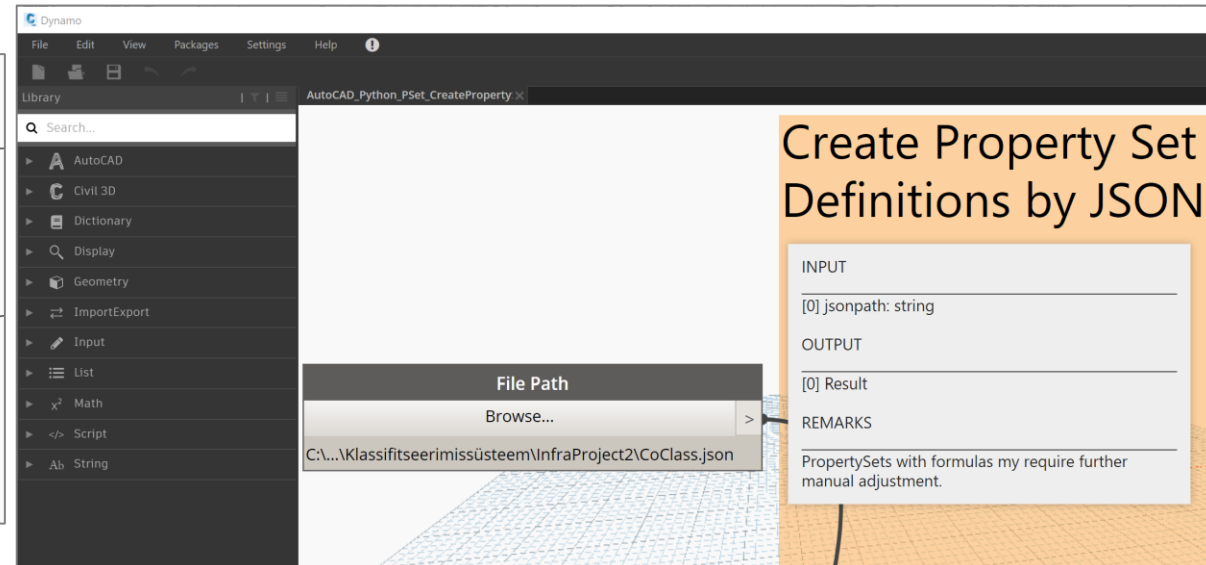 Dynamo
File Edit View Packages Settings Help
Library
AutoCAD_Python_PSet_CreateProperty
Search...
AutoCAD
Civil 3D
Dictionary
Display
Geometry
ImportExport
Input
List
x² Math
</> Script
Ab String
File Path
Browse...
>
C:\...\Klassifitseerimissüsteem\InfraProject2\CoClass.json
Create Property Set
Definitions by JSON
INPUT
[0] jsonpath: string
OUTPUT
[0] Result
REMARKS
PropertySets with formulas my require further
manual adjustment.